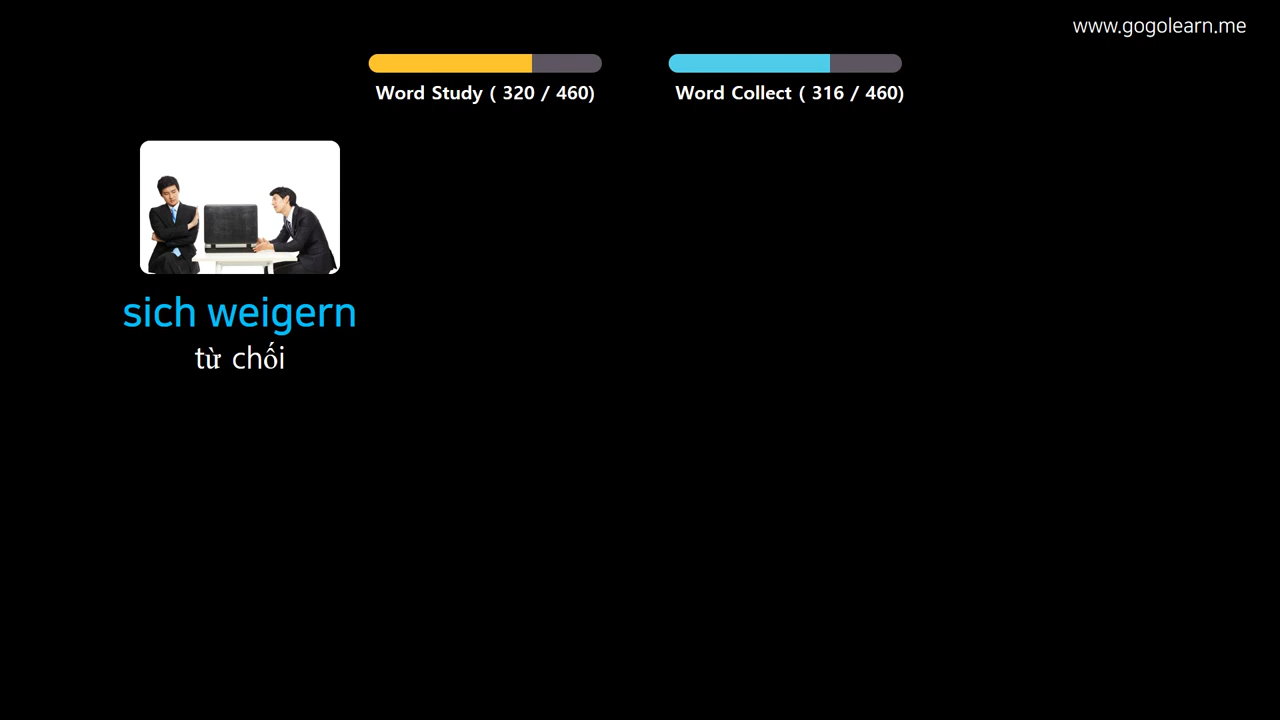 www.gogolearn.me
Word Study ( 320 / 460)
Word Collect ( 316 / 460)
sich weigern
từ chối